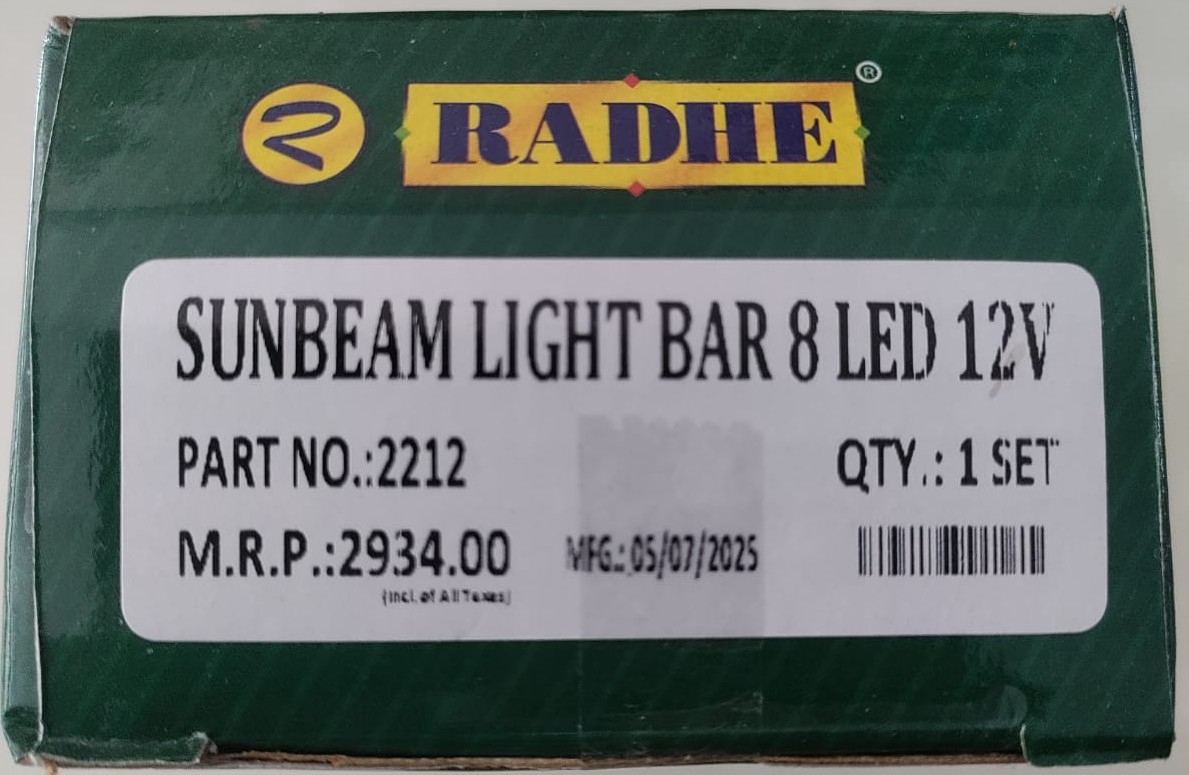 RADHE ®
SUNBEAM LIGHT BAR 8 LED 12V
PART NO.:2212 QTY.: 1 SET
M.R.P.:2934.00 MFG.: 05/07/2025
(Incl. of All Taxes)